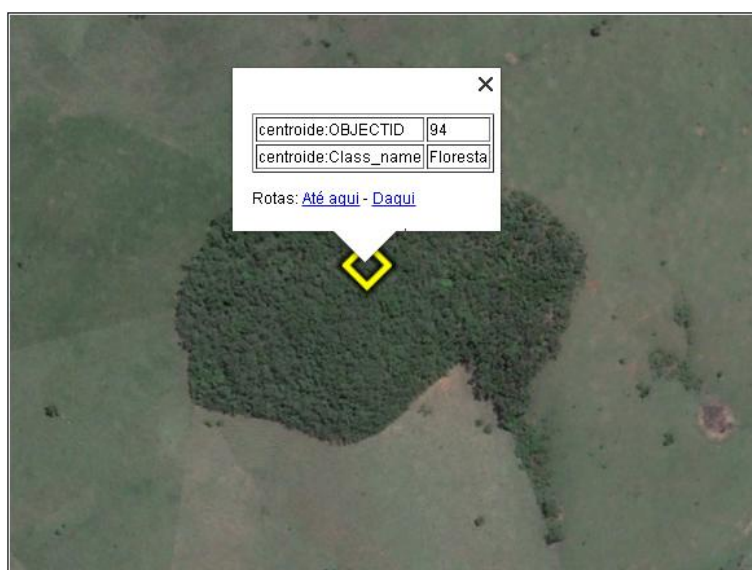 centroide:OBJECTID 94
centroide:Class_name Floresta
Rotas: Até aqui - Daqui